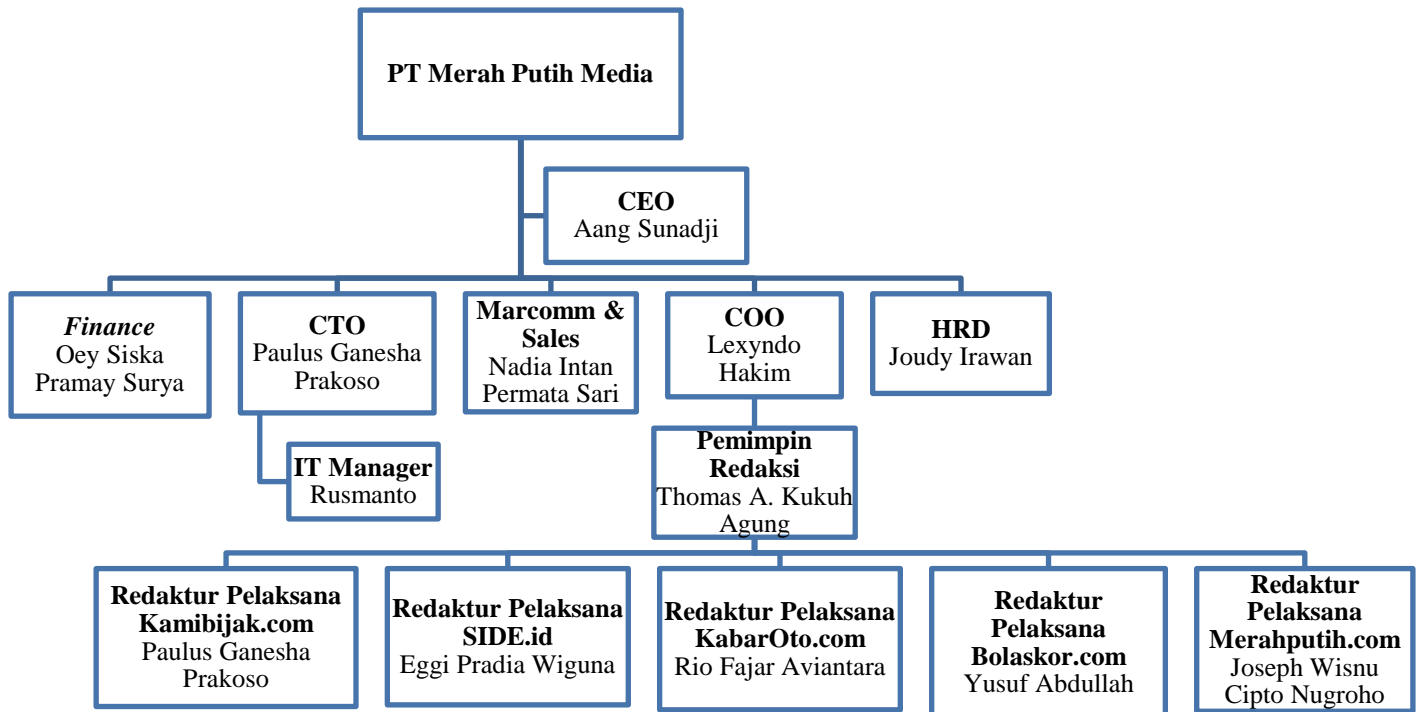 PT Merah Putih Media
CEO
Aang Sunadji
Finance
Oey Siska
Pramay Surya
CTO
Paulus Ganesha
Prakoso
Marcomm &
Sales
Nadia Intan
Permata Sari
COO
Lexyndo
Hakim
HRD
Joudy Irawan
IT Manager
Rusmanto
Pemimpin
Redaksi
Thomas A. Kukuh
Agung
Redaktur Pelaksana
Kamibijak.com
Paulus Ganesha
Prakoso
Redaktur Pelaksana
SIDE.id
Eggi Pradia Wiguna
Redaktur Pelaksana
KabarOto.com
Rio Fajar Aviantara
Redaktur
Pelaksana
Bolaskor.com
Yusuf Abdullah
Redaktur
Pelaksana
Merahputih.com
Joseph Wisnu
Cipto Nugroho